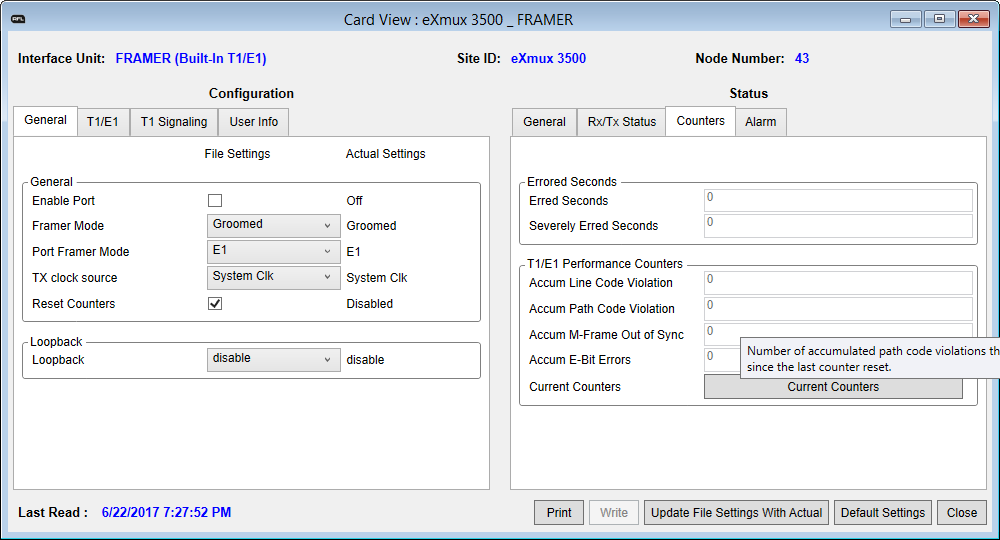 RFL
Card View : eXmux 3500 _ FRAMER
Interface Unit: FRAMER (Built-In T1/E1) Site ID: eXmux 3500 Node Number: 43
Configuration
General T1/E1 T1 Signaling User Info
File Settings Actual Settings
General
Enable Port Off
Framer Mode Groomed Groomed
Port Framer Mode E1 E1
TX clock source System Clk System Clk
Reset Counters Disabled
Loopback
Loopback disable disable
Status
General Rx/Tx Status Counters Alarm
Errored Seconds
Erred Seconds 0
Severely Erred Seconds 0
T1/E1 Performance Counters
Accum Line Code Violation 0
Accum Path Code Violation 0
Accum M-Frame Out of Sync 0
Accum E-Bit Errors 0
Number of accumulated path code violations th
since the last counter reset.
Current Counters Current Counters
Last Read : 6/22/2017 7:27:52 PM
Print Write Update File Settings With Actual Default Settings Close